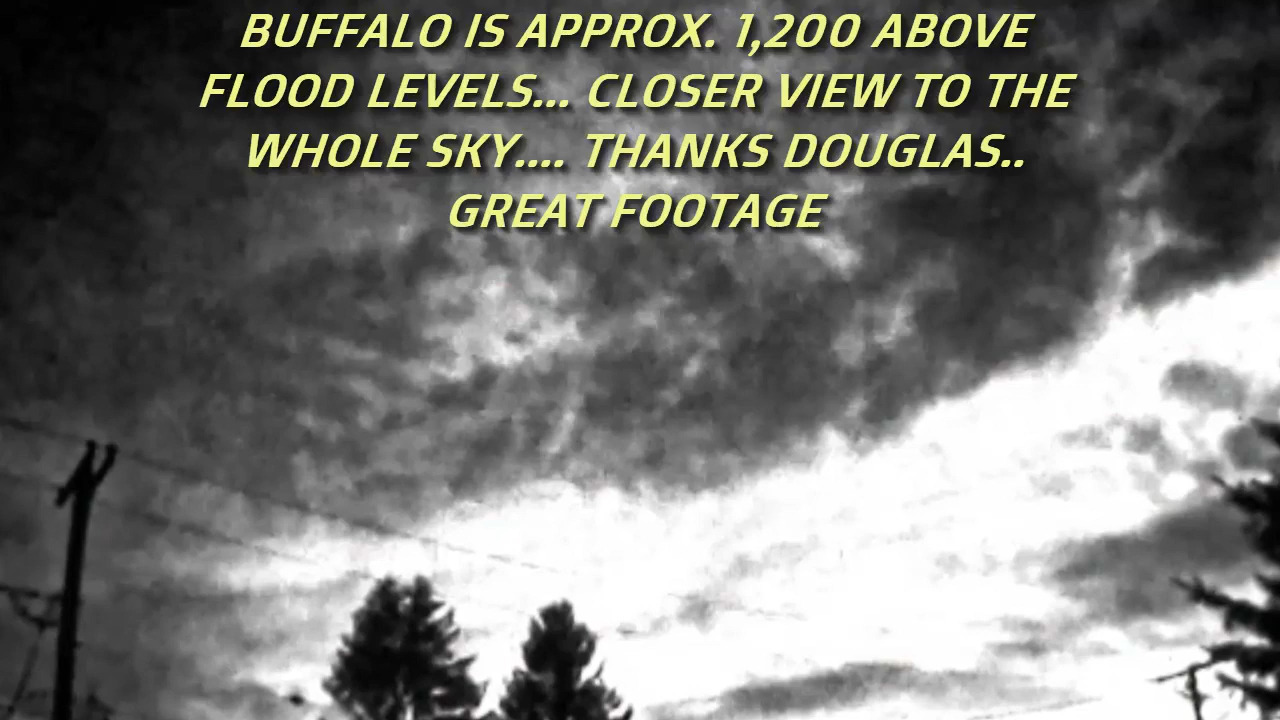 BUFFALO IS APPROX. 1,200 ABOVE
FLOOD LEVELS... CLOSER VIEW TO THE
WHOLE SKY.... THANKS DOUGLAS..
GREAT FOOTAGE